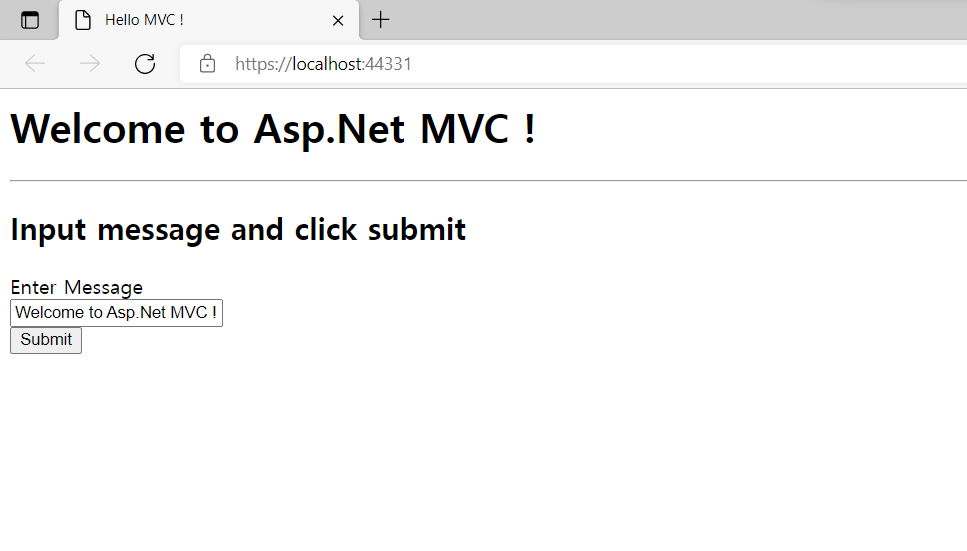 Hello MVC !
https://localhost:44331
Welcome to Asp.Net MVC !
Input message and click submit
Enter Message
Welcome to Asp.Net MVC !
Submit